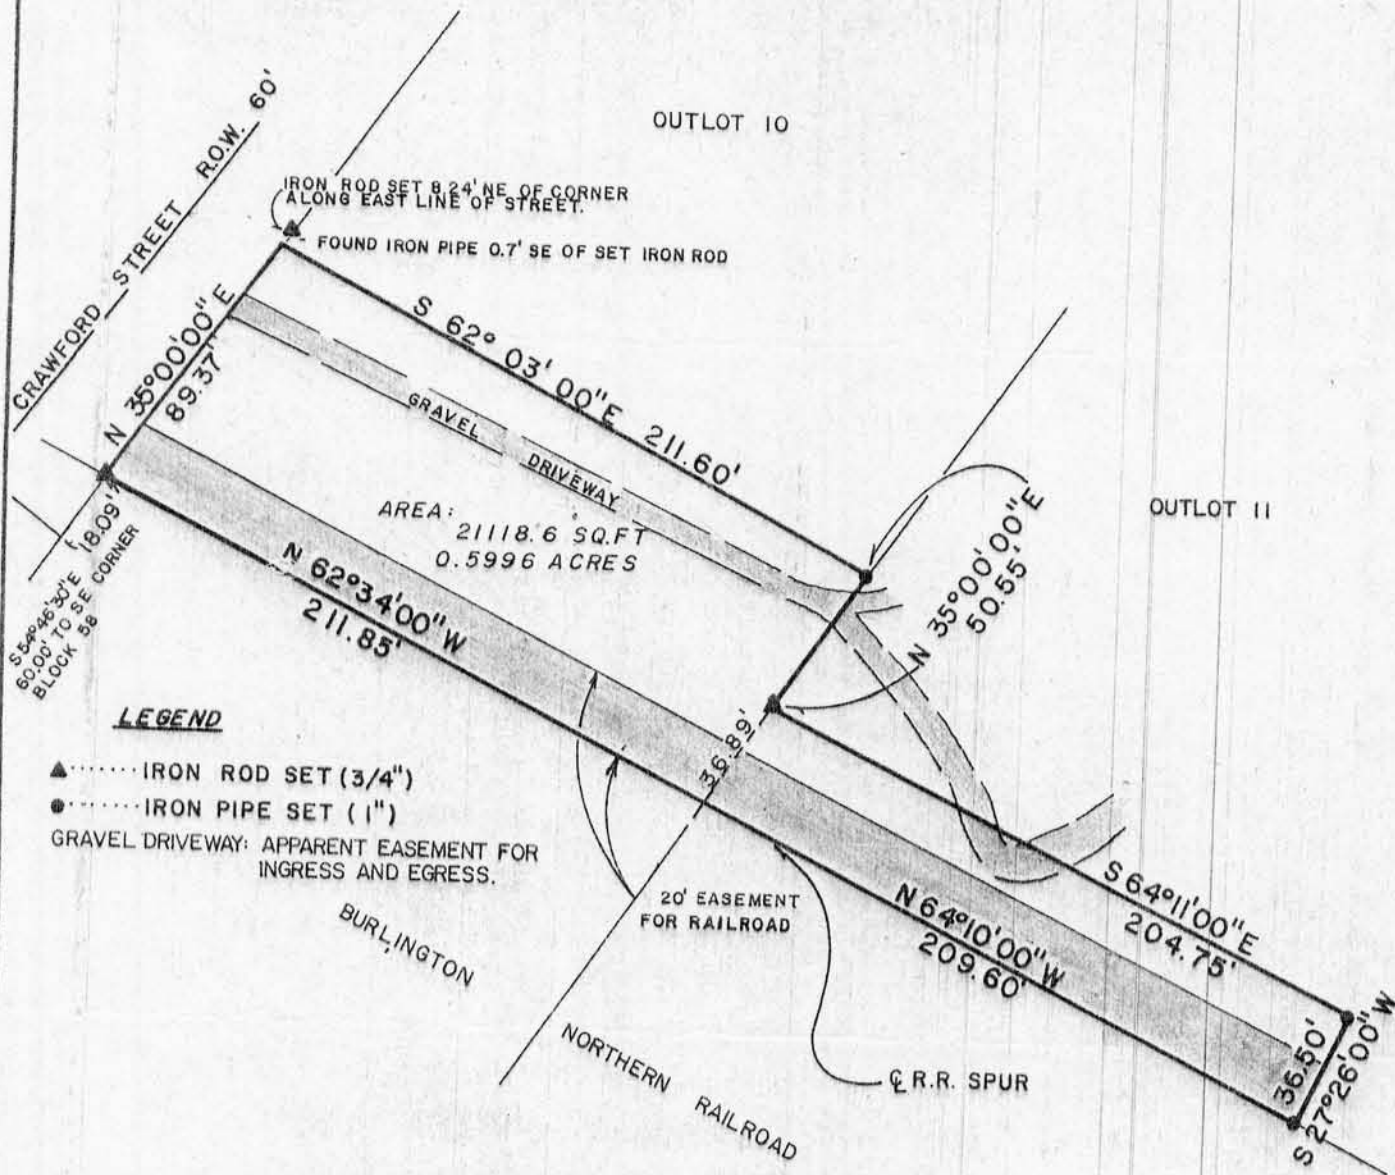 OUTLOT 10
CRAWFORD STREET R.O.W. 60'
IRON ROD SET 8.24' NE OF CORNER
ALONG EAST LINE OF STREET.
FOUND IRON PIPE 0.7' SE OF SET IRON ROD
N 35°00'00" E
89.37'
S 62° 03' 00" E 211.60'
GRAVEL DRIVEWAY
AREA:
21118.6 SQ.FT
0.5996 ACRES
N 35°00'00" E
50.55'
OUTLOT 11
18.09'
S54°46'30"E
60.00' TO SE CORNER
BLOCK 58
N 62°34'00" W
211.85'
36.89'
LEGEND
▲ ....... IRON ROD SET (3/4")
● ....... IRON PIPE SET (1")
GRAVEL DRIVEWAY: APPARENT EASEMENT FOR
INGRESS AND EGRESS.
20' EASEMENT
FOR RAILROAD
S 64°11'00" E
204.75'
N 64°10'00" W
209.60'
36.50'
S 27°26'00" W
BURLINGTON
NORTHERN
RAILROAD
℄ R.R. SPUR